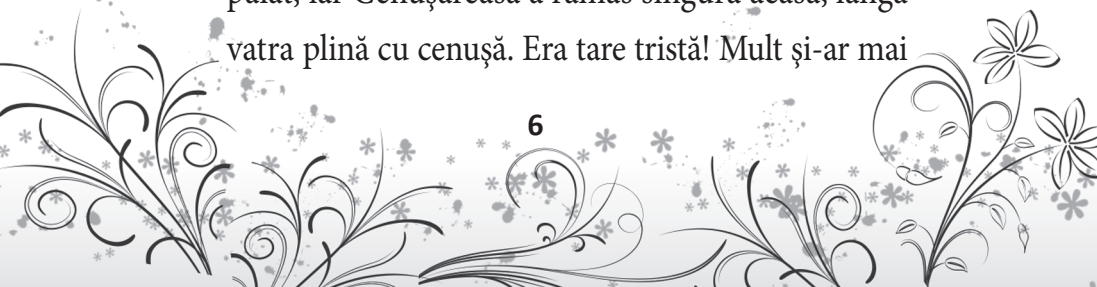 palat, iar Cenușăreasa a rămas singură acasă, lângă
vatra plină cu cenușă. Era tare tristă! Mult și-ar mai
6